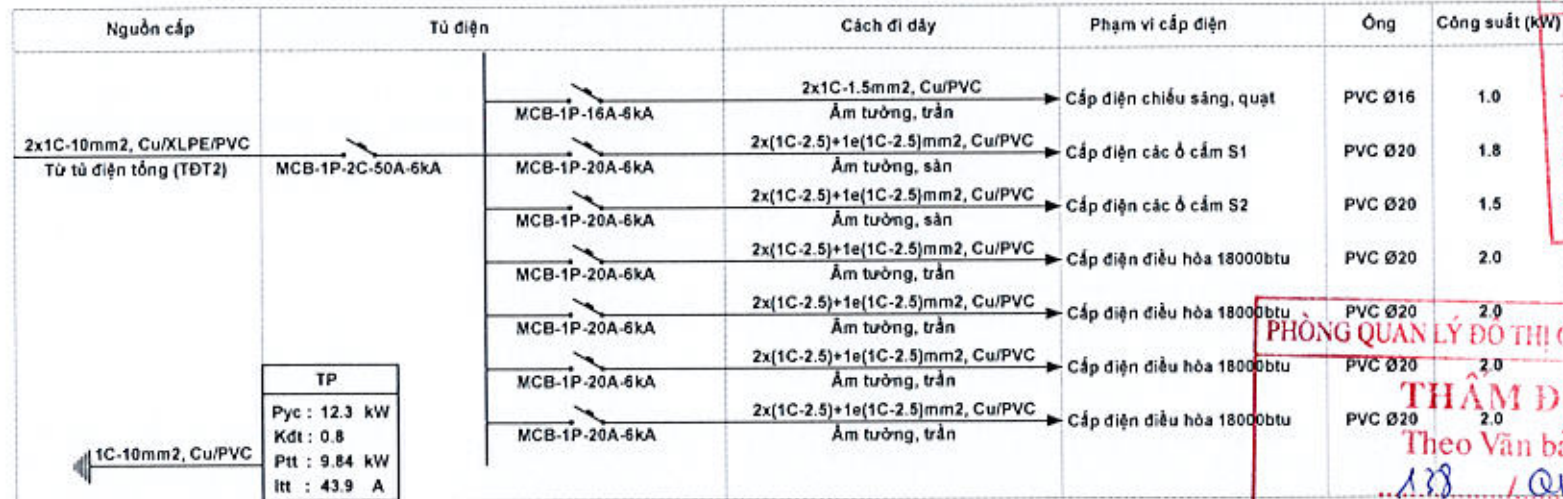 Nguồn cấp Tủ điện Cách đi dây Phạm vi cấp điện Ống Công suất (kW)
2x1C-1.5mm2, Cu/PVC
MCB-1P-16A-6kA Âm tường, trần Cấp điện chiếu sáng, quạt PVC Ø16 1.0
2x1C-10mm2, Cu/XLPE/PVC 2x(1C-2.5)+1e(1C-2.5)mm2, Cu/PVC
Từ tủ điện tổng (TĐT2) MCB-1P-2C-50A-6kA MCB-1P-20A-6kA Âm tường, sàn Cấp điện các ổ cắm S1 PVC Ø20 1.8
2x(1C-2.5)+1e(1C-2.5)mm2, Cu/PVC
MCB-1P-20A-6kA Âm tường, sàn Cấp điện các ổ cắm S2 PVC Ø20 1.5
2x(1C-2.5)+1e(1C-2.5)mm2, Cu/PVC
MCB-1P-20A-6kA Âm tường, trần Cấp điện điều hòa 18000btu PVC Ø20 2.0
2x(1C-2.5)+1e(1C-2.5)mm2, Cu/PVC
MCB-1P-20A-6kA Âm tường, trần Cấp điện điều hòa 18000btu PVC Ø20 2.0
PHÒNG QUẢN LÝ ĐÔ THỊ
2x(1C-2.5)+1e(1C-2.5)mm2, Cu/PVC
MCB-1P-20A-6kA Âm tường, trần Cấp điện điều hòa 18000btu PVC Ø20 2.0
THẨM Đ
2x(1C-2.5)+1e(1C-2.5)mm2, Cu/PVC
MCB-1P-20A-6kA Âm tường, trần Cấp điện điều hòa 18000btu PVC Ø20 2.0
Theo Văn bả
138 / QL
TP
Pyc : 12.3 kW
Kdt : 0.8
1C-10mm2, Cu/PVC Ptt : 9.84 kW
Itt : 43.9 A